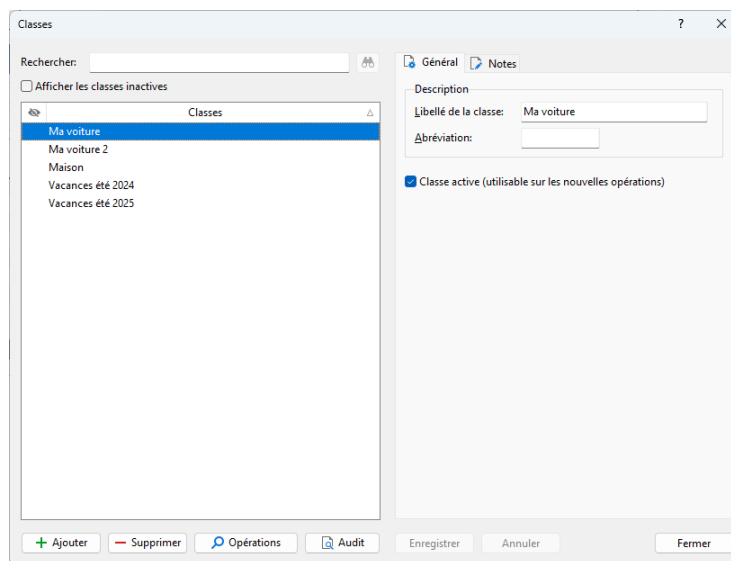 Classes
?
Rechercher:
Afficher les classes inactives
Classes
Ma voiture
Ma voiture 2
Maison
Vacances été 2024
Vacances été 2025
Ajouter
Supprimer
Opérations
Audit
Général
Notes
Description
Libellé de la classe: Ma voiture
Abréviation:
Classe active (utilisable sur les nouvelles opérations)
Enregistrer
Annuler
Fermer